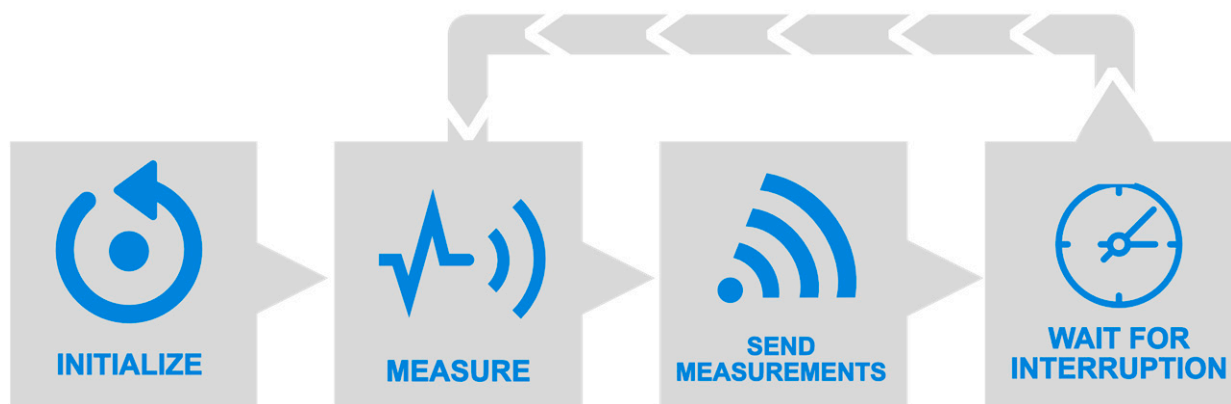 INITIALIZE
MEASURE
SEND
MEASUREMENTS
WAIT FOR
INTERRUPTION